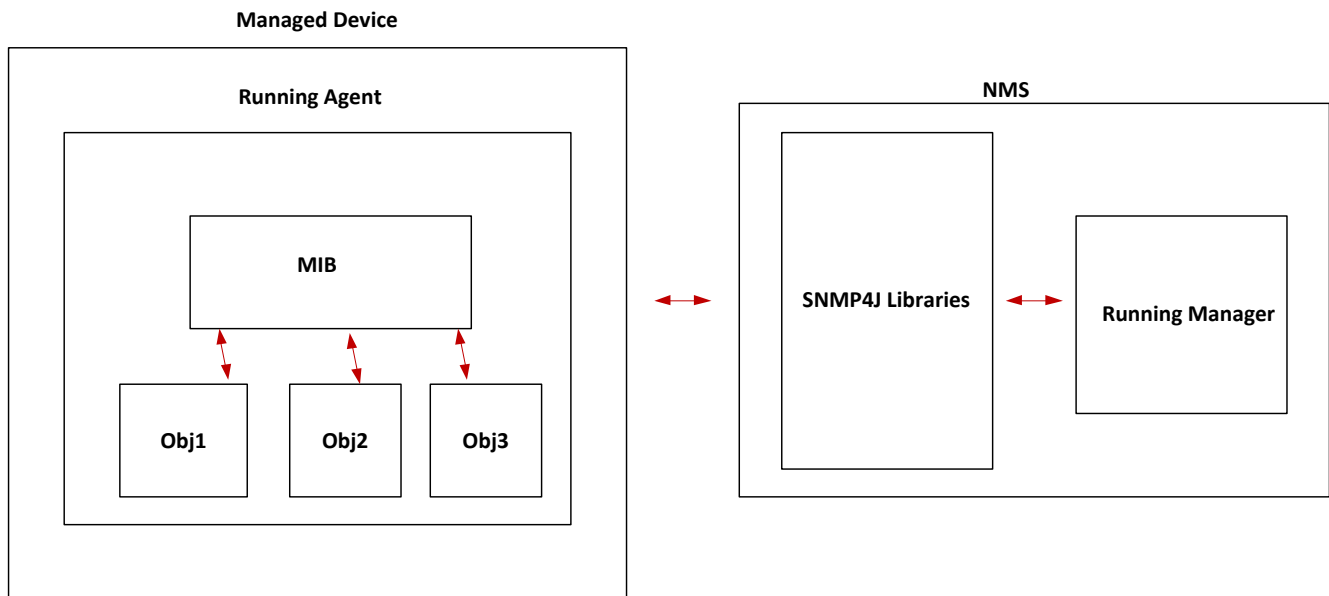 Managed Device
Running Agent
MIB
Obj1
Obj2
Obj3
NMS
SNMP4J Libraries
Running Manager